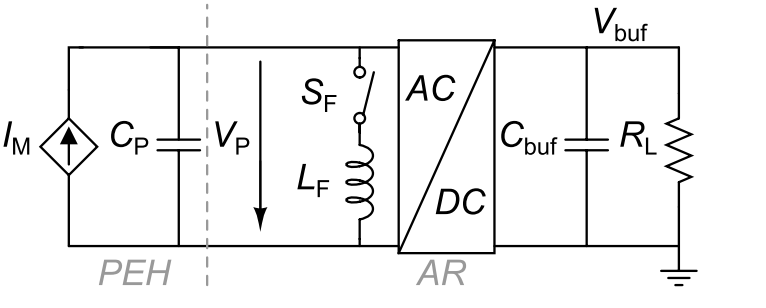 V_buf
I_M
C_P
V_P
S_F
L_F
AC
DC
C_buf
R_L
PEH
AR